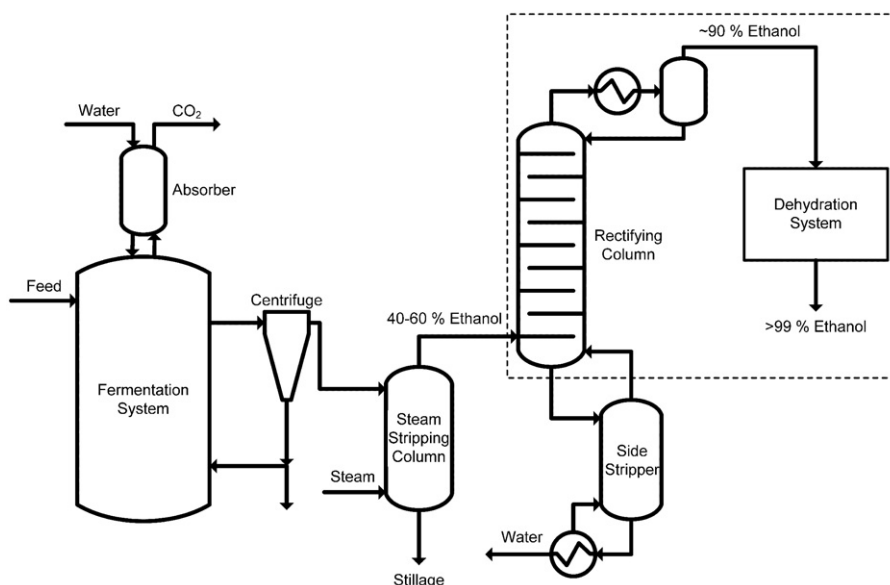 ~90 % Ethanol
Water
CO₂
Absorber
Dehydration
System
Rectifying
Column
Feed
Centrifuge
40-60 % Ethanol
>99 % Ethanol
Fermentation
System
Steam
Stripping
Column
Side
Stripper
Steam
Water
Stillage